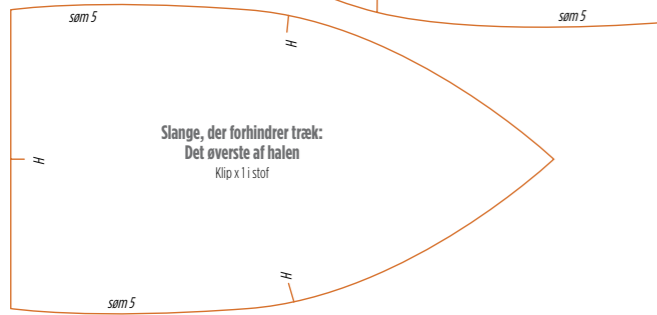 søm 5
søm 5
H
Slange, der forhindrer træk:
Det øverste af halen
Klip x 1 i stof
H
H
søm 5